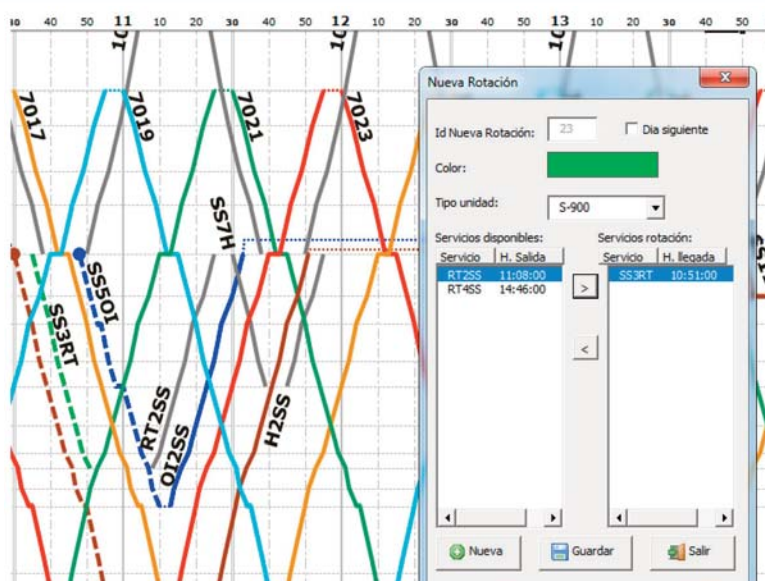 30 40 50 11 10 20 30 40 50 12 10 20 30 40 50 13 10 20 30 40 50
7017
7019
7021
7023
SS7H
SS3RT
SS5OI
RT2SS
OI2SS
H2SS
Nueva Rotación
Id Nueva Rotación: 23 Dia siguiente
Color:
Tipo unidad: S-900
Servicios disponibles: Servicios rotación:
Servicio H. Salida Servicio H. llegada
RT2SS 11:08:00 > SS3RT 10:51:00
RT4SS 14:46:00
<
Nueva Guardar Salir